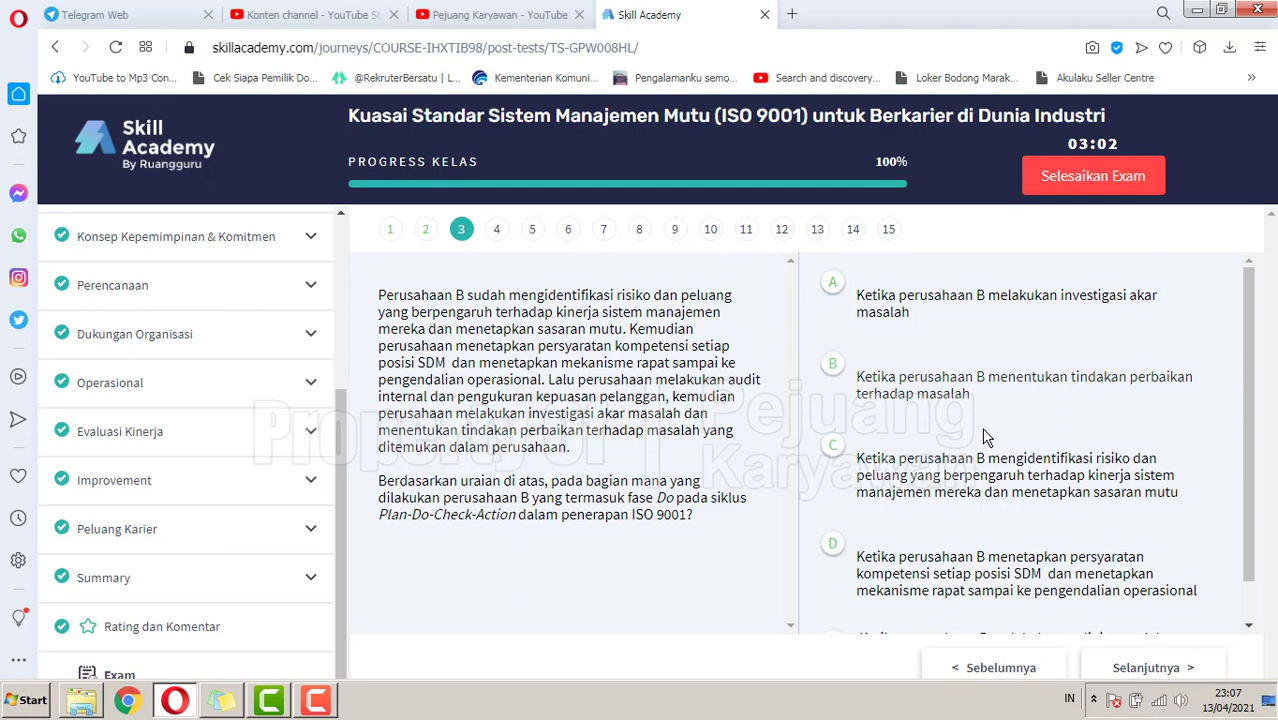 Telegram Web
Konten channel - YouTube S
Pejuang Karyawan - YouTube
Skill Academy
skillacademy.com/journeys/COURSE-IHXTIB98/post-tests/TS-GPW008HL/
YouTube to Mp3 Con...
Cek Siapa Pemilik Do...
@RekruterBersatu | L...
Kementerian Komuni...
Pengalamanku semo...
Search and discovery...
Loker Bodong Marak...
Akulaku Seller Centre
Skill
Academy
By Ruangguru
Kuasai Standar Sistem Manajemen Mutu (ISO 9001) untuk Berkarier di Dunia Industri
PROGRESS KELAS
100%
03:02
Selesaikan Exam
Konsep Kepemimpinan & Komitmen
Perencanaan
Dukungan Organisasi
Operasional
Evaluasi Kinerja
Improvement
Peluang Karier
Summary
Rating dan Komentar
Exam
1 2 3 4 5 6 7 8 9 10 11 12 13 14 15
Perusahaan B sudah mengidentifikasi risiko dan peluang
yang berpengaruh terhadap kinerja sistem manajemen
mereka dan menetapkan sasaran mutu. Kemudian
perusahaan menetapkan persyaratan kompetensi setiap
posisi SDM dan menetapkan mekanisme rapat sampai ke
pengendalian operasional. Lalu perusahaan melakukan audit
internal dan pengukuran kepuasan pelanggan, kemudian
perusahaan melakukan investigasi akar masalah dan
menentukan tindakan perbaikan terhadap masalah yang
ditemukan dalam perusahaan.
Berdasarkan uraian di atas, pada bagian mana yang
dilakukan perusahaan B yang termasuk fase Do pada siklus
Plan-Do-Check-Action dalam penerapan ISO 9001?
A
Ketika perusahaan B melakukan investigasi akar
masalah
B
Ketika perusahaan B menentukan tindakan perbaikan
terhadap masalah
C
Ketika perusahaan B mengidentifikasi risiko dan
peluang yang berpengaruh terhadap kinerja sistem
manajemen mereka dan menetapkan sasaran mutu
D
Ketika perusahaan B menetapkan persyaratan
kompetensi setiap posisi SDM dan menetapkan
mekanisme rapat sampai ke pengendalian operasional
Property of
Pejuang
Karyawan
< Sebelumnya
Selanjutnya >
Start
IN
23:07
13/04/2021